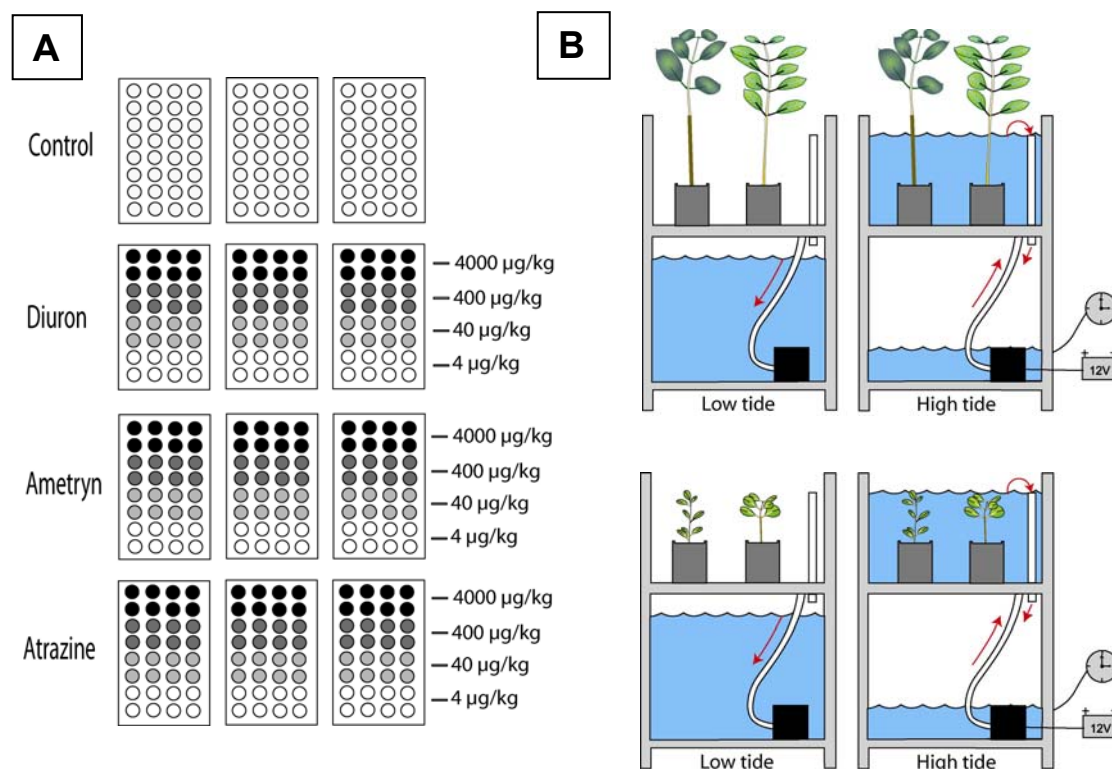 A
Control
Diuron
4000 µg/kg
400 µg/kg
40 µg/kg
4 µg/kg
Ametryn
4000 µg/kg
400 µg/kg
40 µg/kg
4 µg/kg
Atrazine
4000 µg/kg
400 µg/kg
40 µg/kg
4 µg/kg
B
+ -
12V
Low tide
High tide
+ -
12V
Low tide
High tide